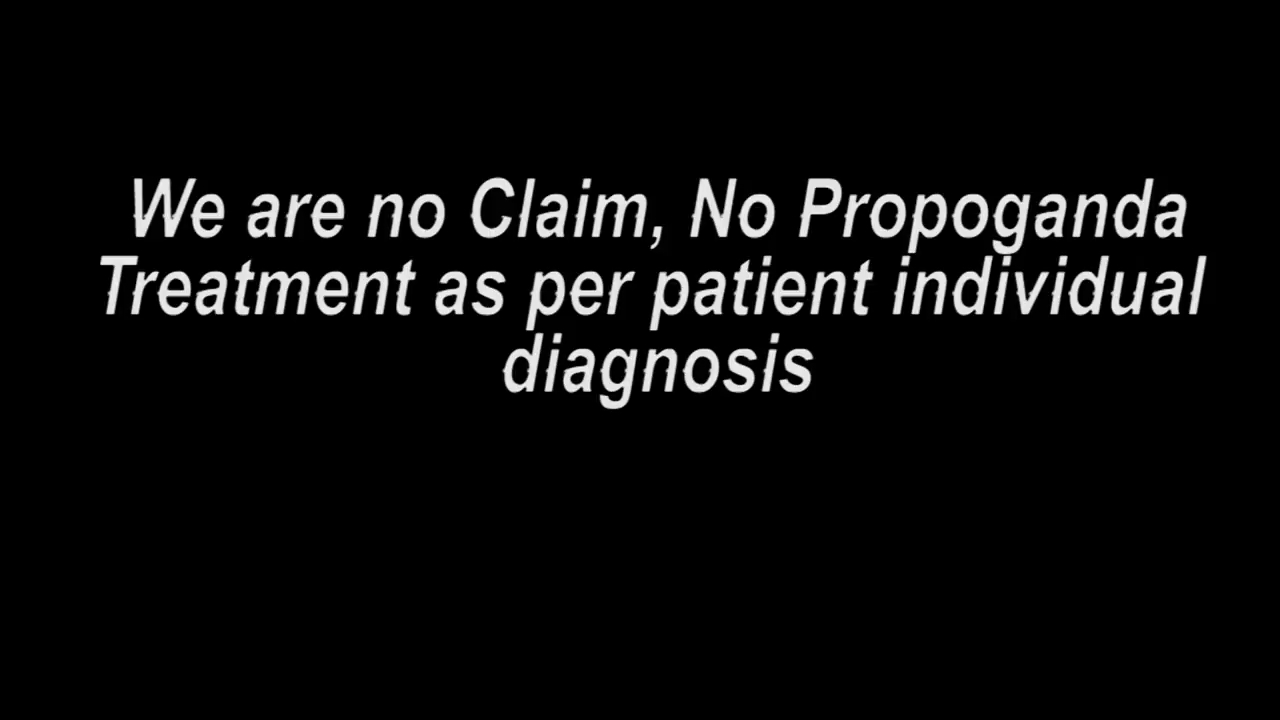 We are no Claim, No Propoganda
Treatment as per patient individual
diagnosis